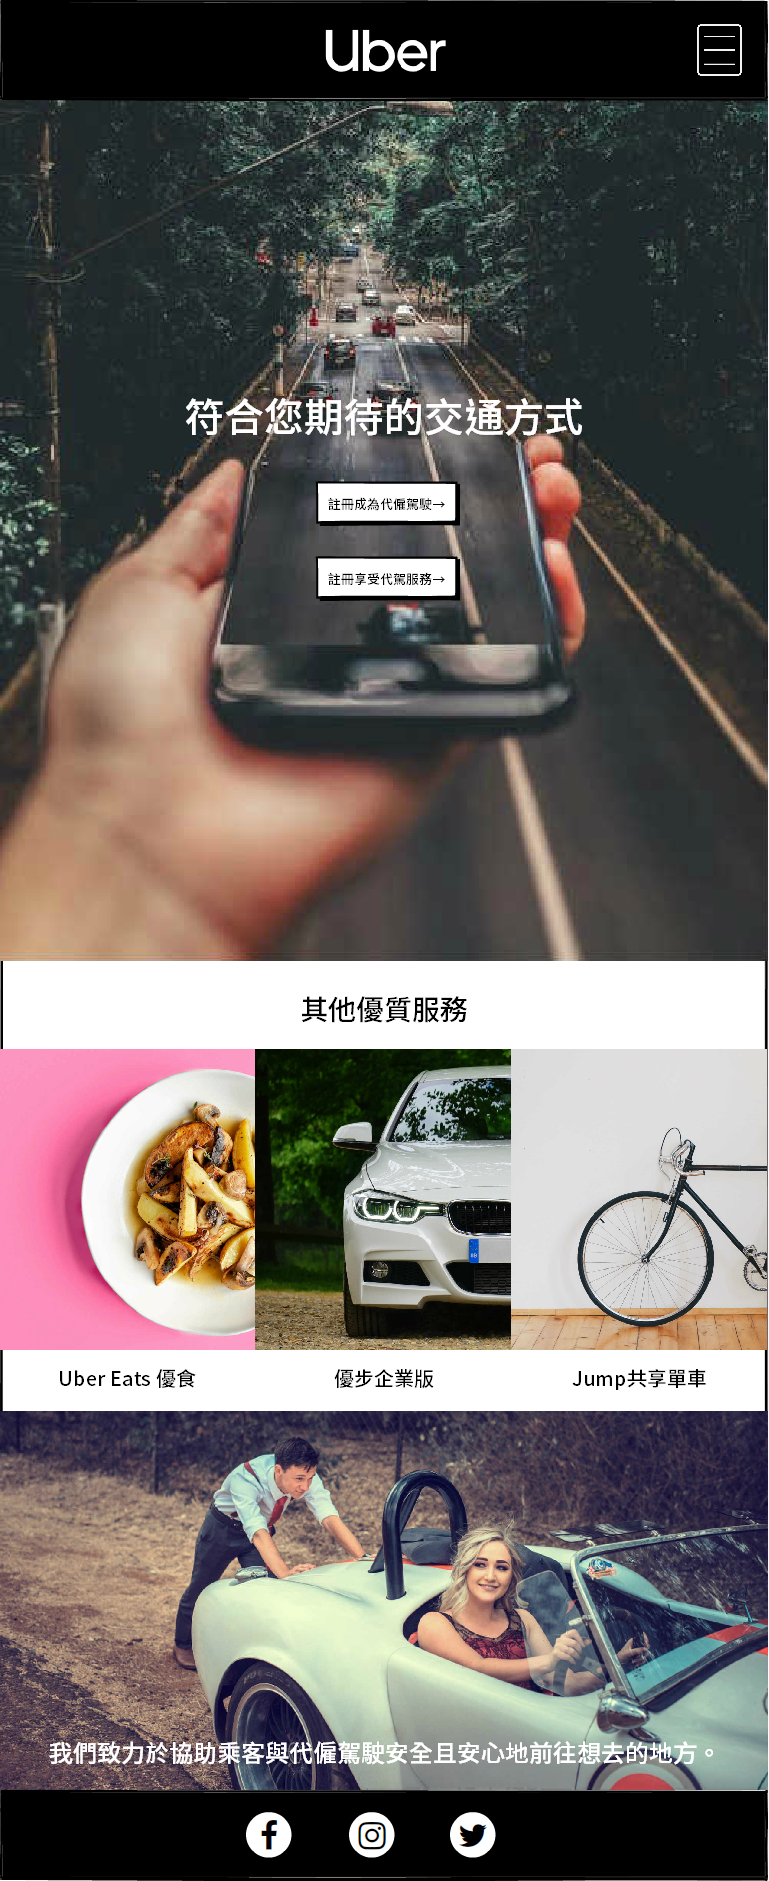 Uber
符合您期待的交通方式
註冊成為代僱駕駛→
註冊享受代駕服務→
其他優質服務
Uber Eats 優食
優步企業版
Jump共享單車
我們致力於協助乘客與代僱駕駛安全且安心地前往想去的地方。